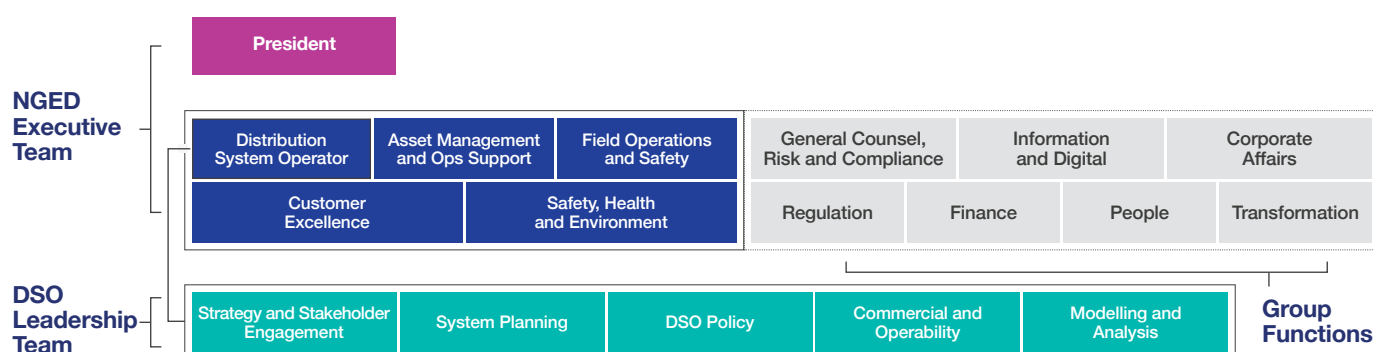 President
NGED
Executive
Team
Distribution
System Operator
Asset Management
and Ops Support
Field Operations
and Safety
General Counsel,
Risk and Compliance
Information
and Digital
Corporate
Affairs
Customer
Excellence
Safety, Health
and Environment
Regulation
Finance
People
Transformation
DSO
Leadership
Team
Strategy and Stakeholder
Engagement
System Planning
DSO Policy
Commercial and
Operability
Modelling and
Analysis
Group
Functions